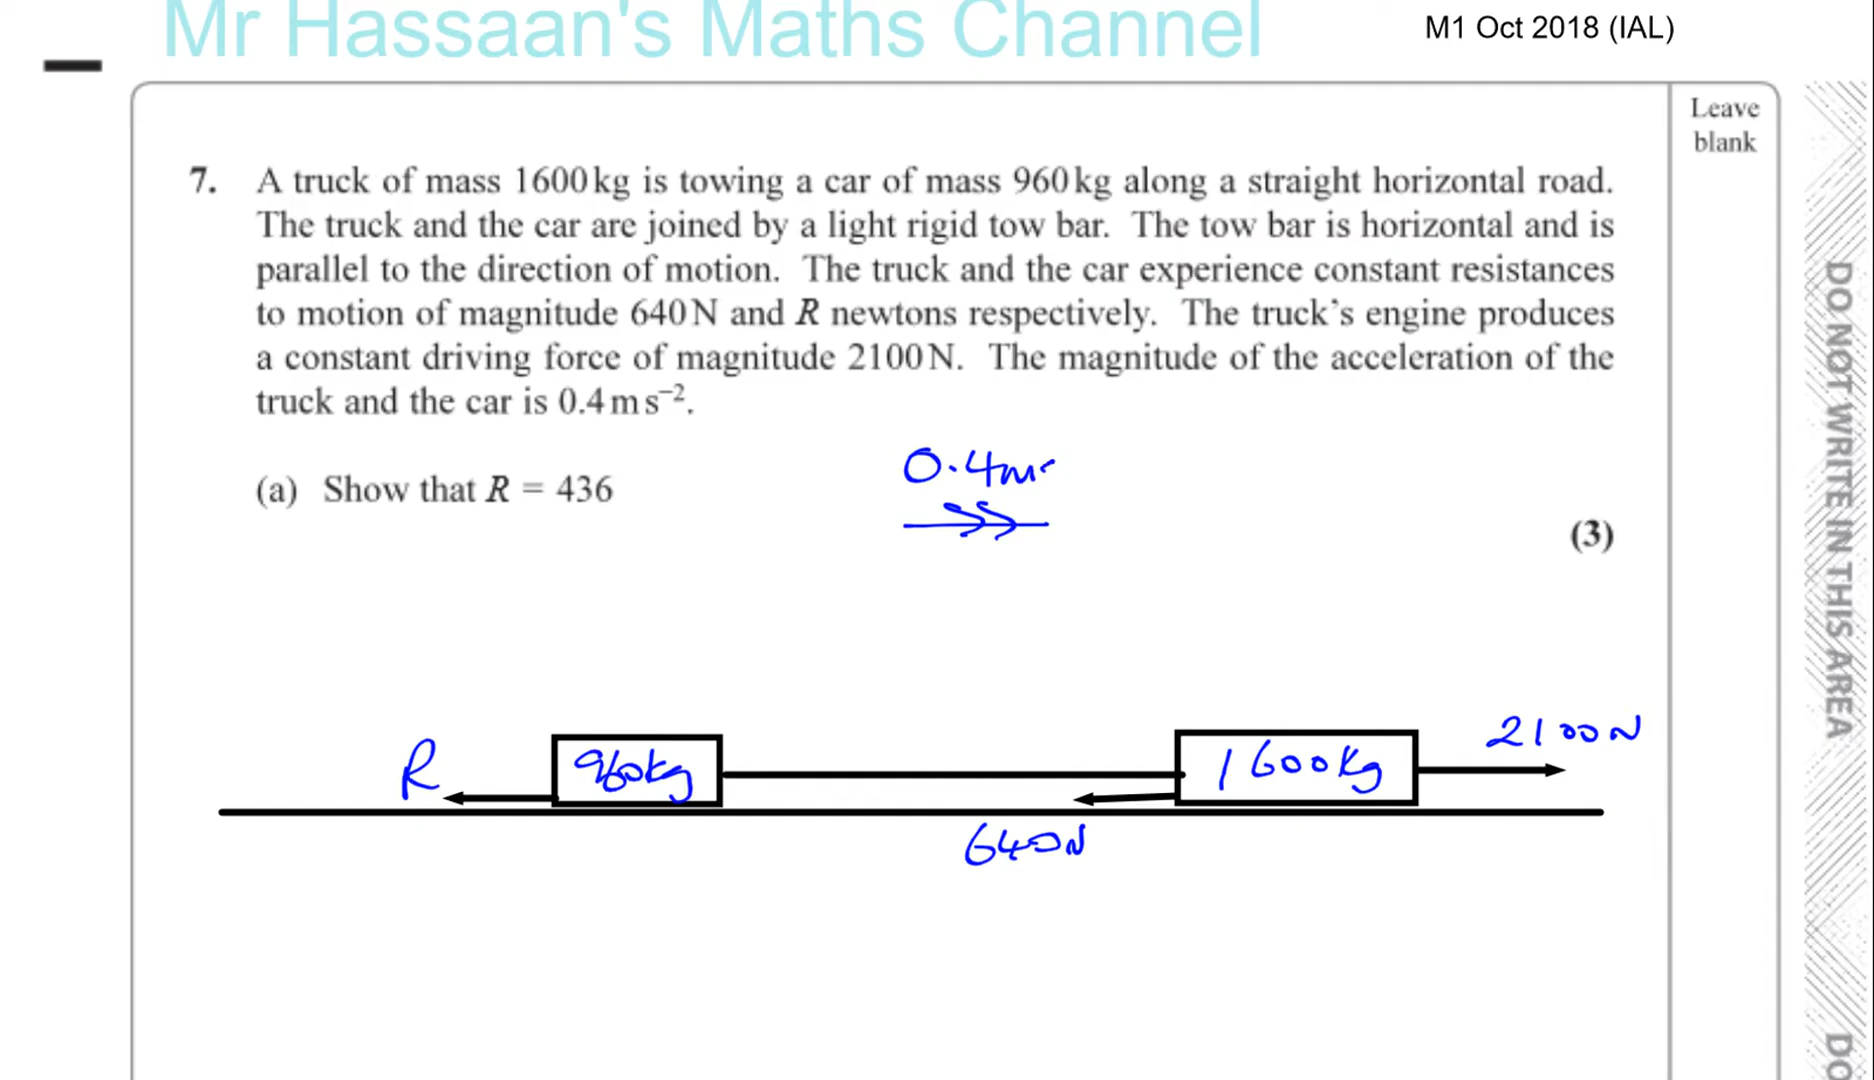 Mr Hassaan's Maths Channel
M1 Oct 2018 (IAL)
Leave
blank
7. A truck of mass 1600 kg is towing a car of mass 960 kg along a straight horizontal road.
The truck and the car are joined by a light rigid tow bar. The tow bar is horizontal and is
parallel to the direction of motion. The truck and the car experience constant resistances
to motion of magnitude 640 N and R newtons respectively. The truck's engine produces
a constant driving force of magnitude 2100 N. The magnitude of the acceleration of the
truck and the car is 0.4 m s⁻².
0.4m
(a) Show that R = 436
(3)
2100N
R
960kg
1600kg
640N
DO NOT WRITE IN THIS AREA
DO